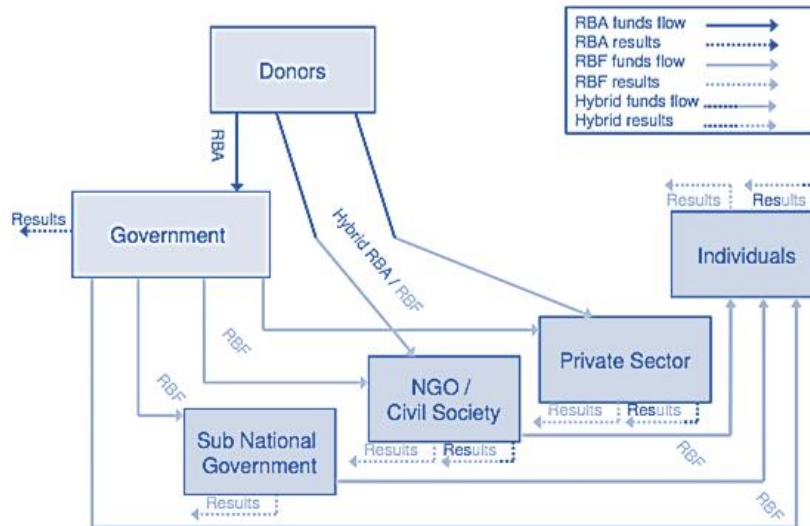 RBA funds flow
RBA results
RBF funds flow
RBF results
Hybrid funds flow
Hybrid results
Donors
RBA
Results
Government
Hybrid RBA / RBF
Results
Results
Individuals
RBF
RBF
Private Sector
NGO /
Civil Society
Results
Results
RBF
Sub National
Government
Results
Results
RBF
Results